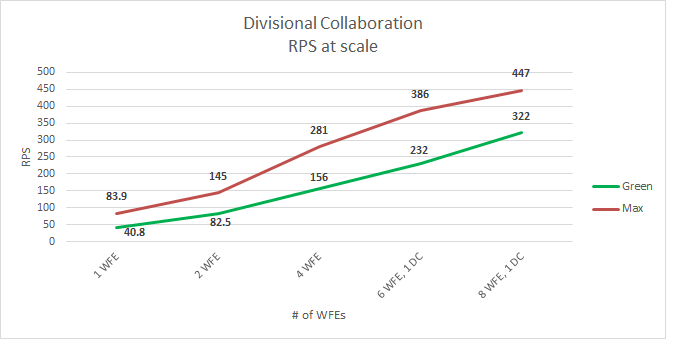 Divisional Collaboration
RPS at scale
500
450
400
350
300
250
200
150
100
50
0
RPS
83.9
145
281
386
447
40.8
82.5
156
232
322
1 WFE
2 WFE
4 WFE
6 WFE, 1 DC
8 WFE, 1 DC
# of WFEs
Green
Max